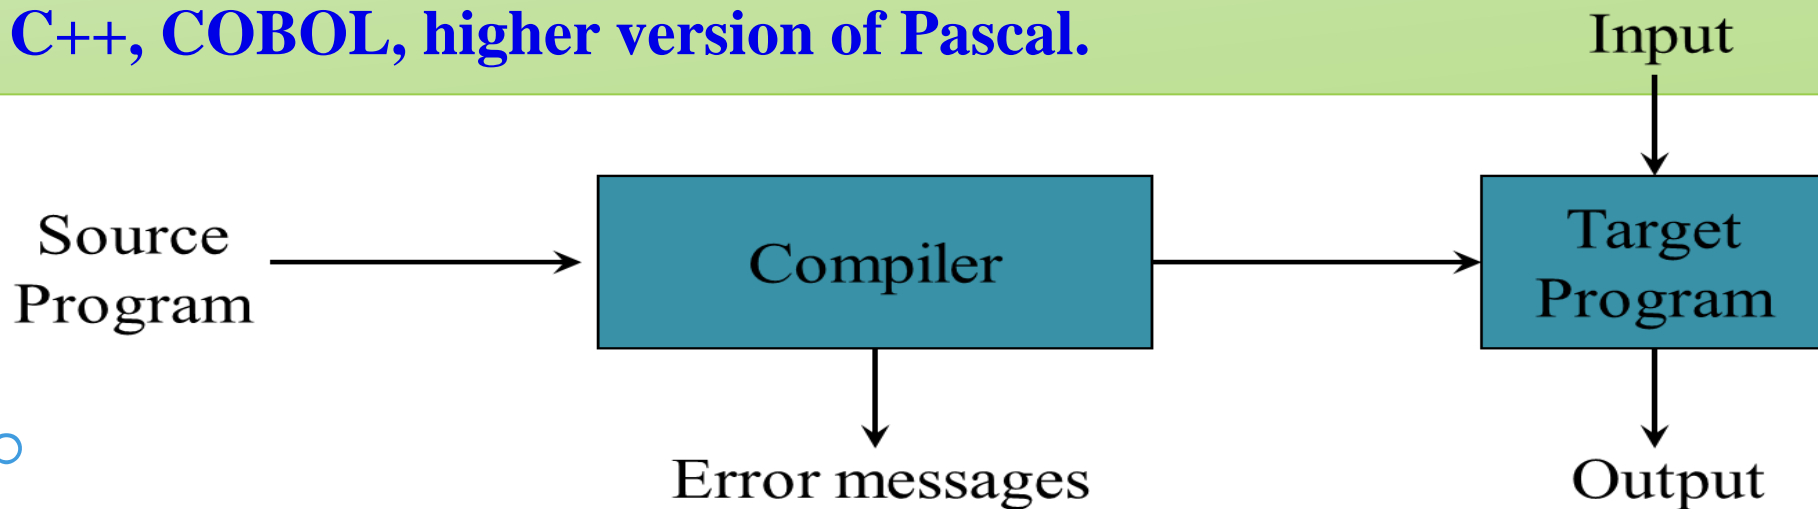 C++, COBOL, higher version of Pascal.
Input
Source
Program
Compiler
Target
Program
Error messages
Output